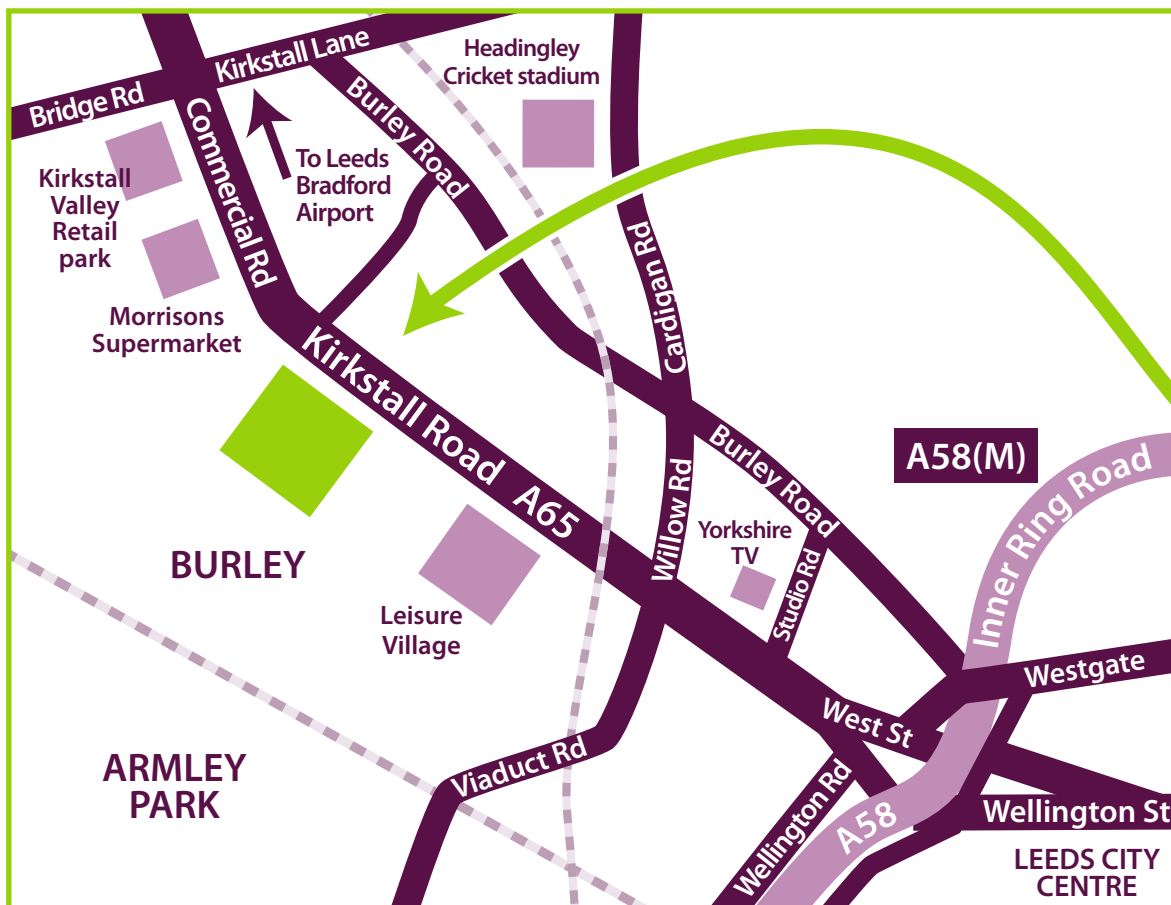 Kirkstall Lane
Bridge Rd
Headingley
Cricket stadium
Burley Road
Commercial Rd
To Leeds
Bradford
Airport
Kirkstall
Valley
Retail
park
Morrisons
Supermarket
Cardigan Rd
Kirkstall Road A65
Burley Road
A58(M)
Inner Ring Road
Willow Rd
Yorkshire
TV
Studio Rd
BURLEY
Leisure
Village
Westgate
West St
Viaduct Rd
ARMLEY
PARK
Wellington Rd
A58
Wellington St
LEEDS CITY
CENTRE